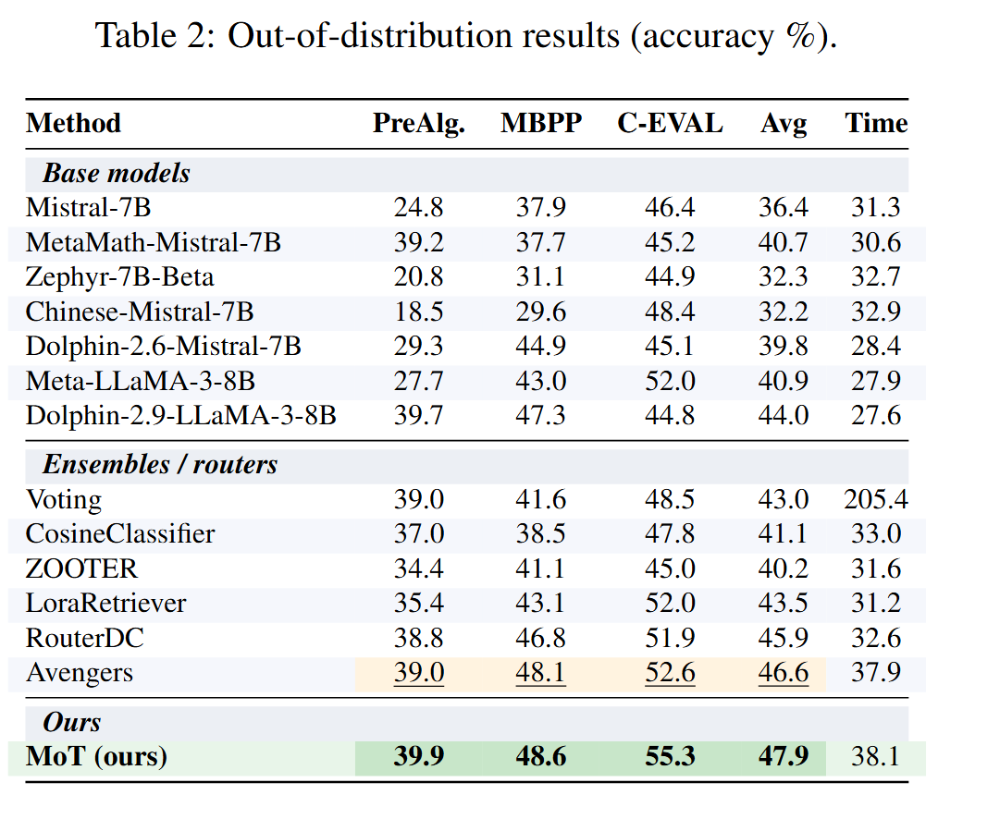 Table 2: Out-of-distribution results (accuracy %).
Method PreAlg. MBPP C-EVAL Avg Time
Base models
Mistral-7B 24.8 37.9 46.4 36.4 31.3
MetaMath-Mistral-7B 39.2 37.7 45.2 40.7 30.6
Zephyr-7B-Beta 20.8 31.1 44.9 32.3 32.7
Chinese-Mistral-7B 18.5 29.6 48.4 32.2 32.9
Dolphin-2.6-Mistral-7B 29.3 44.9 45.1 39.8 28.4
Meta-LLaMA-3-8B 27.7 43.0 52.0 40.9 27.9
Dolphin-2.9-LLaMA-3-8B 39.7 47.3 44.8 44.0 27.6
Ensembles / routers
Voting 39.0 41.6 48.5 43.0 205.4
CosineClassifier 37.0 38.5 47.8 41.1 33.0
ZOOTER 34.4 41.1 45.0 40.2 31.6
LoraRetriever 35.4 43.1 52.0 43.5 31.2
RouterDC 38.8 46.8 51.9 45.9 32.6
Avengers 39.0 48.1 52.6 46.6 37.9
Ours
MoT (ours) 39.9 48.6 55.3 47.9 38.1